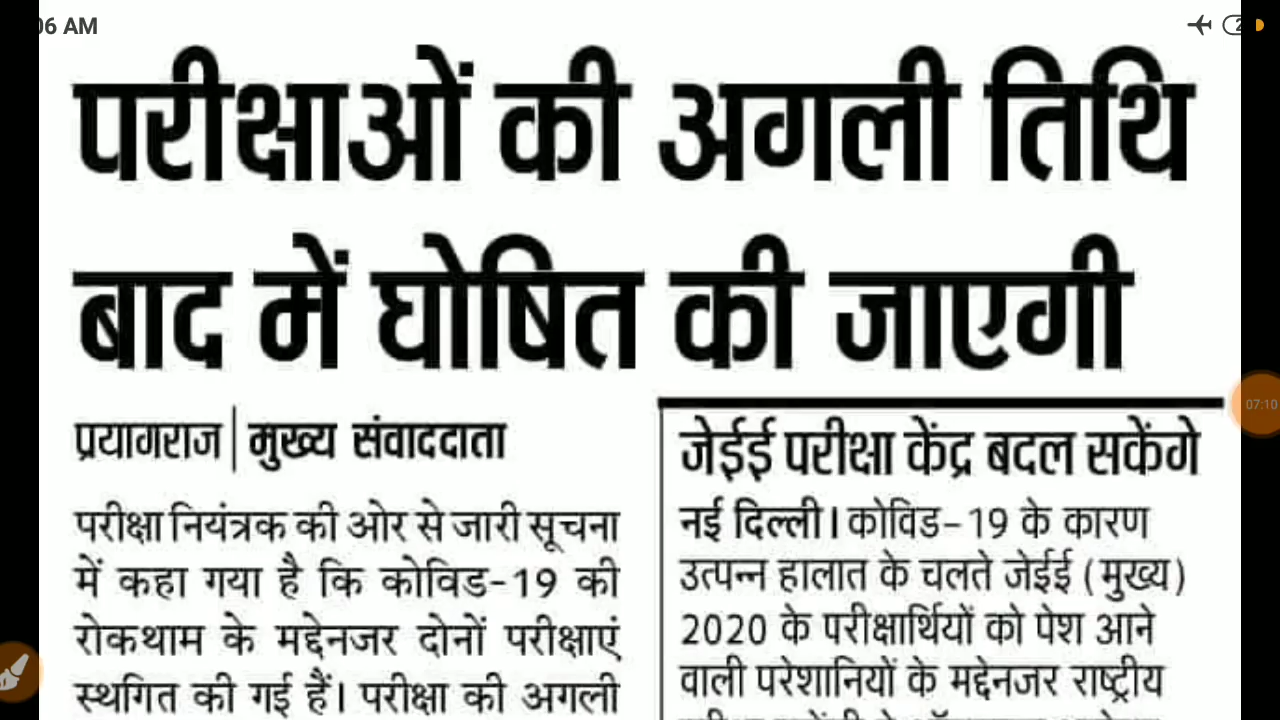 06 AM
परीक्षाओं की अगली तिथि
बाद में घोषित की जाएगी
प्रयागराज | मुख्य संवाददाता
परीक्षा नियंत्रक की ओर से जारी सूचना
में कहा गया है कि कोविड-19 की
रोकथाम के मद्देनजर दोनों परीक्षाएं
स्थगित की गई हैं। परीक्षा की अगली
जेईई परीक्षा केंद्र बदल सकेंगे
नई दिल्ली। कोविड-19 के कारण
उत्पन्न हालात के चलते जेईई (मुख्य)
2020 के परीक्षार्थियों को पेश आने
वाली परेशानियों के मद्देनजर राष्ट्रीय
07:10